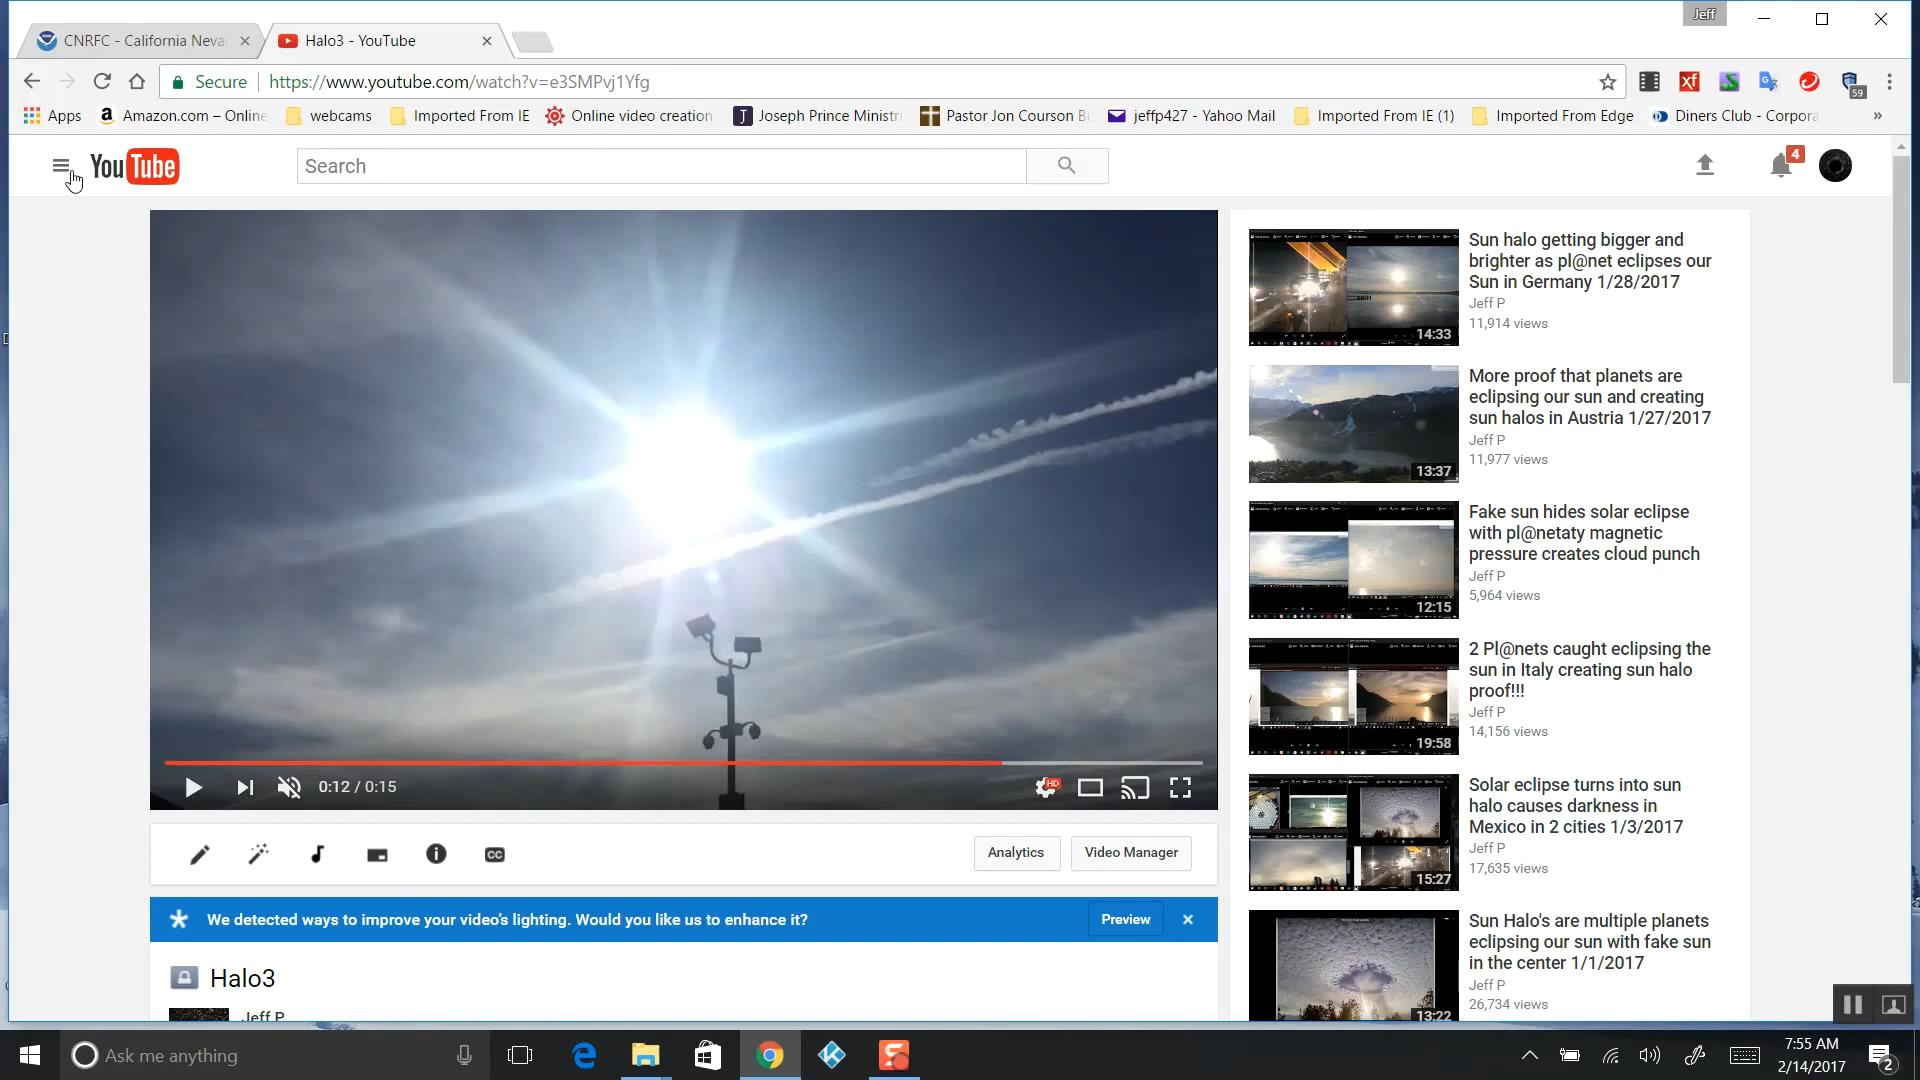 Jeff
CNRFC - California Neva
Halo3 - YouTube
Secure
https://www.youtube.com/watch?v=e3SMPvj1Yfg
xf
59
Apps
a
Amazon.com – Online
webcams
Imported From IE
Online video creation
J
Joseph Prince Ministri
Pastor Jon Courson Bi
jeffp427 - Yahoo Mail
Imported From IE (1)
Imported From Edge
Diners Club - Corpora
»
YouTube
Search
4
Sun halo getting bigger and
brighter as pl@net eclipses our
Sun in Germany 1/28/2017
Jeff P
11,914 views
14:33
More proof that planets are
eclipsing our sun and creating
sun halos in Austria 1/27/2017
Jeff P
11,977 views
13:37
Fake sun hides solar eclipse
with pl@netaty magnetic
pressure creates cloud punch
Jeff P
5,964 views
12:15
2 Pl@nets caught eclipsing the
sun in Italy creating sun halo
proof!!!
Jeff P
14,156 views
19:58
Solar eclipse turns into sun
halo causes darkness in
Mexico in 2 cities 1/3/2017
Jeff P
17,635 views
15:27
Sun Halo's are multiple planets
eclipsing our sun with fake sun
in the center 1/1/2017
Jeff P
26,734 views
13:22
0:12 / 0:15
HD
CC
Analytics
Video Manager
We detected ways to improve your video's lighting. Would you like us to enhance it?
Preview
Halo3
Jeff P
Ask me anything
7:55 AM
2/14/2017
2